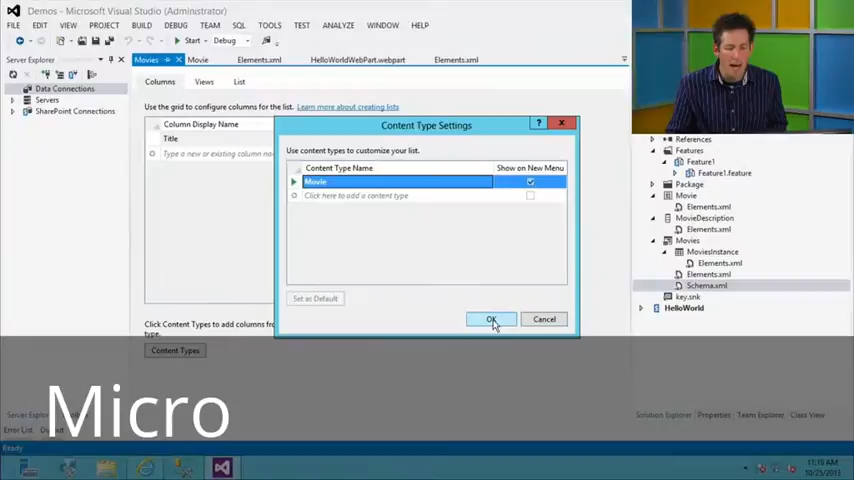 Demos - Microsoft Visual Studio (Administrator)
FILE EDIT VIEW PROJECT BUILD DEBUG TEAM SQL TOOLS TEST ANALYZE WINDOW HELP
Start Debug
Server Explorer
Data Connections
Servers
SharePoint Connections
Movies Movie Elements.xml HelloWorldWebPart.webpart Elements.xml
Columns Views List
Use the grid to configure columns for the list. Learn more about creating lists
Column Display Name
Title
Type a new or existing column na
Content Type Settings
? x
Use content types to customize your list.
Content Type Name Show on New Menu
Movie
Click here to add a content type
Set as Default
OK Cancel
Click Content Types to add columns fro
type.
Content Types
References
Features
Feature1
Feature1.feature
Package
Movie
Elements.xml
MovieDescription
Elements.xml
Movies
MoviesInstance
Elements.xml
Elements.xml
Schema.xml
key.snk
HelloWorld
Micro
Server Explorer
Solution Explorer Properties Team Explorer Class View
Error List
Ready
11:15 AM
10/25/2013